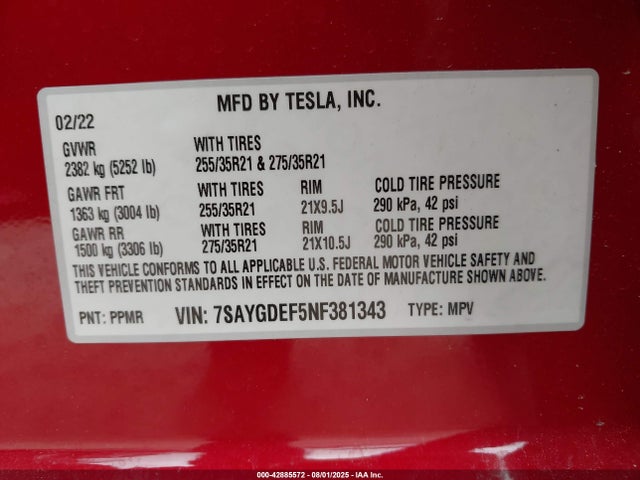 MFD BY TESLA, INC.
02/22
GVWR WITH TIRES
2382 kg (5252 lb) 255/35R21 & 275/35R21
GAWR FRT WITH TIRES RIM COLD TIRE PRESSURE
1363 kg (3004 lb) 255/35R21 21X9.5J 290 kPa, 42 psi
GAWR RR WITH TIRES RIM COLD TIRE PRESSURE
1500 kg (3306 lb) 275/35R21 21X10.5J 290 kPa, 42 psi
THIS VEHICLE CONFORMS TO ALL APPLICABLE U.S. FEDERAL MOTOR VEHICLE SAFETY AND
THEFT PREVENTION STANDARDS IN EFFECT ON THE DATE OF MANUFACTURE SHOWN ABOVE.
PNT: PPMR VIN: 7SAYGDEF5NF381343 TYPE: MPV
000-42885572 - 08/01/2025 - IAA Inc.